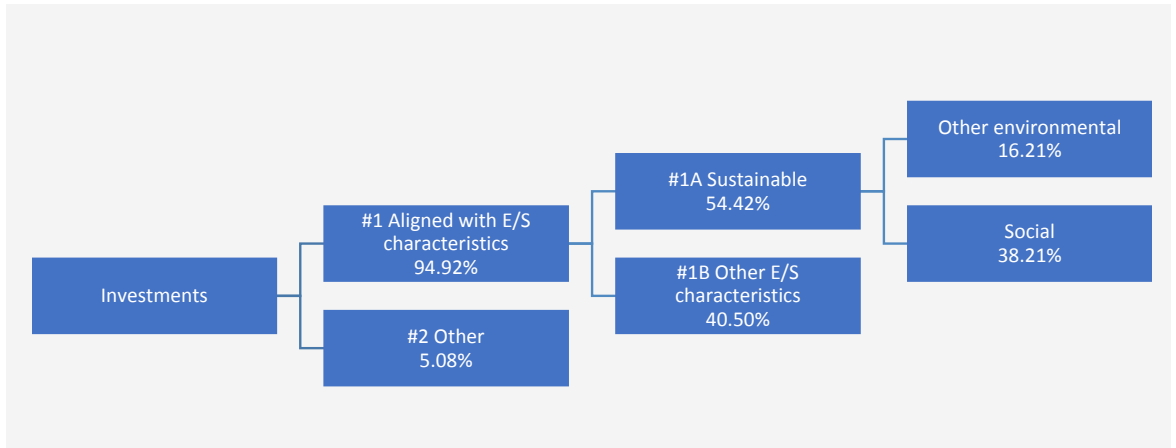 Investments
#1 Aligned with E/S
characteristics
94.92%
#2 Other
5.08%
#1A Sustainable
54.42%
#1B Other E/S
characteristics
40.50%
Other environmental
16.21%
Social
38.21%